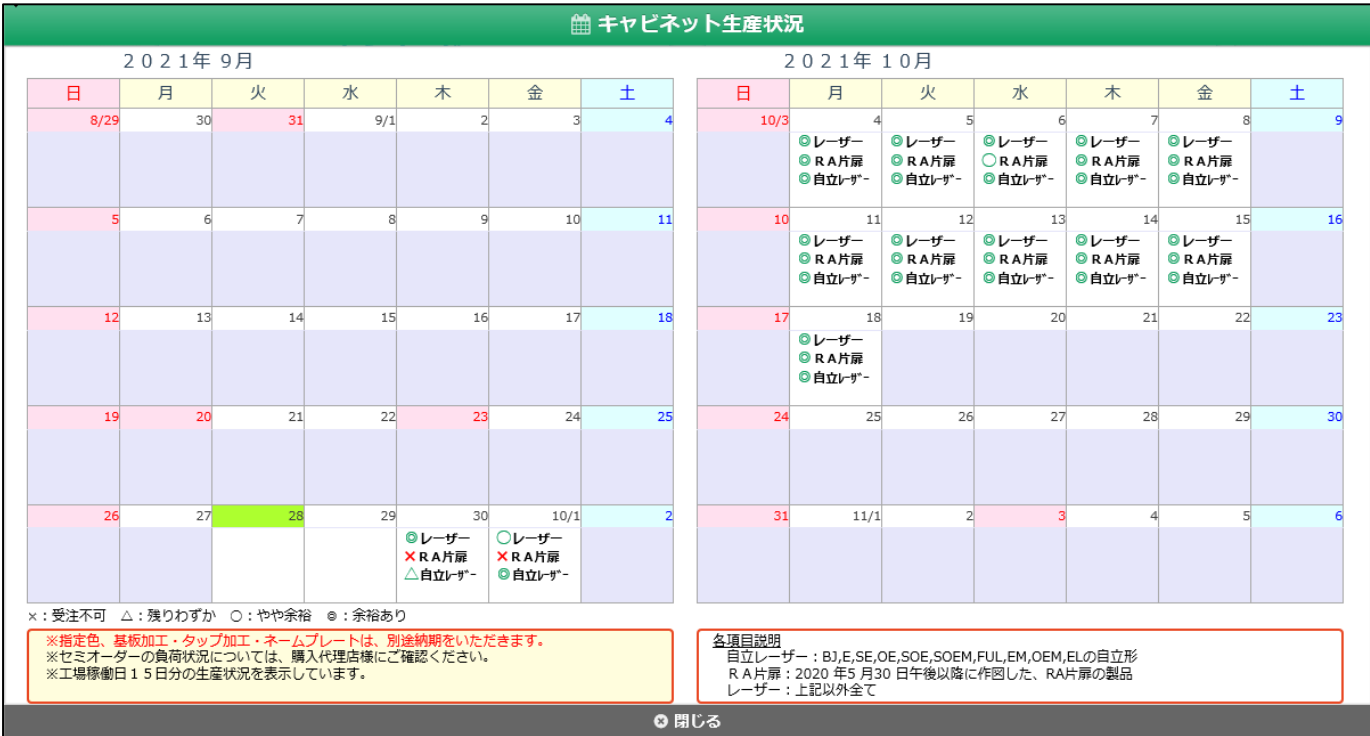 キャビネット生産状況
2021年 9月
日 月 火 水 木 金 土
8/29 30 31 9/1 2 3 4
5 6 7 8 9 10 11
12 13 14 15 16 17 18
19 20 21 22 23 24 25
26 27 28 29 30 10/1 2
◎レーザー ○レーザー
×RA片扉 ×RA片扉
△自立ﾚｰｻﾞｰ ◎自立ﾚｰｻﾞｰ
×：受注不可 △：残りわずか ○：やや余裕 ◎：余裕あり
※指定色、基板加工・タップ加工・ネームプレートは、別途納期をいただきます。
※セミオーダーの負荷状況については、購入代理店様にご確認ください。
※工場稼働日１５日分の生産状況を表示しています。
2021年 10月
日 月 火 水 木 金 土
10/3 4 5 6 7 8 9
◎レーザー ◎レーザー ◎レーザー ◎レーザー ◎レーザー
◎RA片扉 ◎RA片扉 ○RA片扉 ◎RA片扉 ◎RA片扉
◎自立ﾚｰｻﾞｰ ◎自立ﾚｰｻﾞｰ ◎自立ﾚｰｻﾞｰ ◎自立ﾚｰｻﾞｰ ◎自立ﾚｰｻﾞｰ
10 11 12 13 14 15 16
◎レーザー ◎レーザー ◎レーザー ◎レーザー ◎レーザー
◎RA片扉 ◎RA片扉 ◎RA片扉 ◎RA片扉 ◎RA片扉
◎自立ﾚｰｻﾞｰ ◎自立ﾚｰｻﾞｰ ◎自立ﾚｰｻﾞｰ ◎自立ﾚｰｻﾞｰ ◎自立ﾚｰｻﾞｰ
17 18 19 20 21 22 23
◎レーザー
◎RA片扉
◎自立ﾚｰｻﾞｰ
24 25 26 27 28 29 30
31 11/1 2 3 4 5 6
各項目説明
自立レーザー：BJ,E,SE,OE,SOE,SOEM,FUL,EM,OEM,ELの自立形
ＲＡ片扉：2020 年5 月30 日午後以降に作図した、RA片扉の製品
レーザー：上記以外全て
閉じる